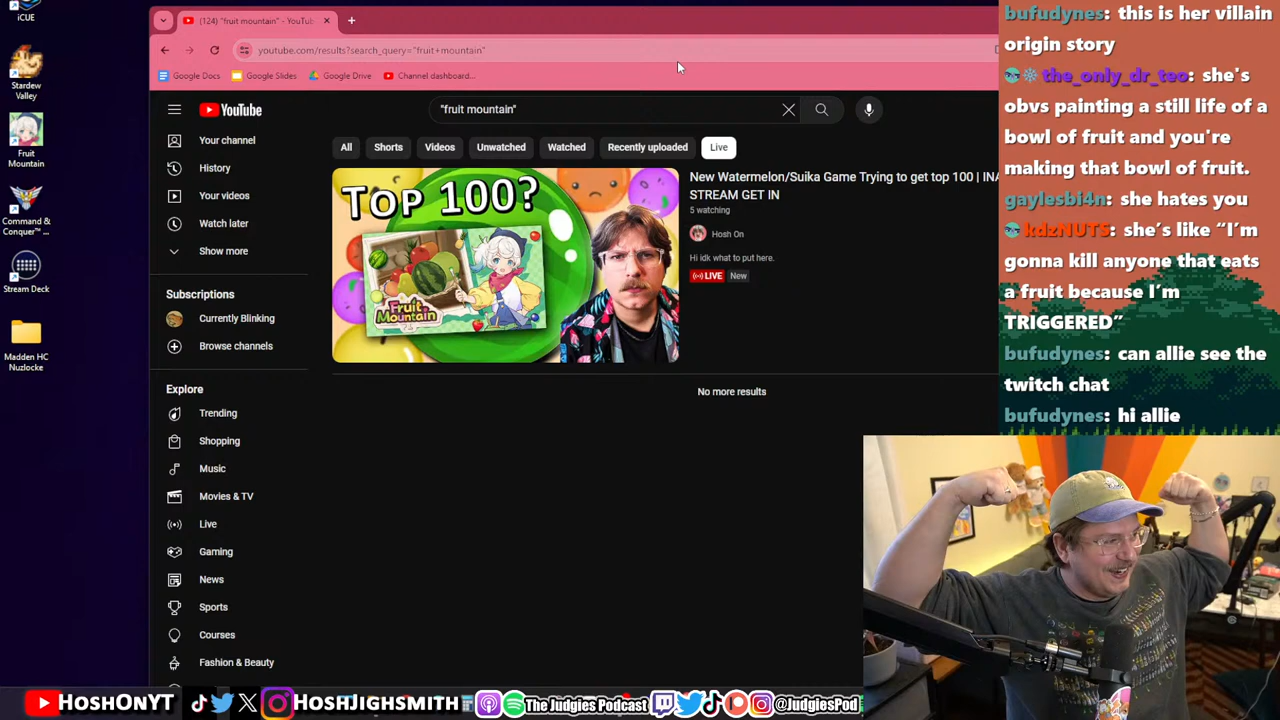 iCUE
Stardew
Valley
Fruit
Mountain
Command &
Conquer™ ...
Stream Deck
Madden HC
Nuzlocke
(124) "fruit mountain" - YouTu
youtube.com/results?search_query="fruit+mountain"
Google Docs
Google Slides
Google Drive
Channel dashboard...
YouTube
"fruit mountain"
Your channel
History
Your videos
Watch later
Show more
Subscriptions
Currently Blinking
Browse channels
Explore
Trending
Shopping
Music
Movies & TV
Live
Gaming
News
Sports
Courses
Fashion & Beauty
All
Shorts
Videos
Unwatched
Watched
Recently uploaded
Live
TOP 100?
Fruit
Mountain
New Watermelon/Suika Game Trying to get top 100 | INA
STREAM GET IN
5 watching
Hosh On
Hi idk what to put here.
LIVE
New
No more results
bufudynes: this is her villain
origin story
the_only_dr_teo: she's
obvs painting a still life of a
bowl of fruit and you're
making that bowl of fruit.
gaylesbi4n: she hates you
kdzNUTS: she's like “I'm
gonna kill anyone that eats
a fruit because I'm
TRIGGERED”
bufudynes: can allie see the
twitch chat
bufudynes: hi allie
HoshOnYT
HoshJighsmith
The Judgies Podcast
@JudgiesPod